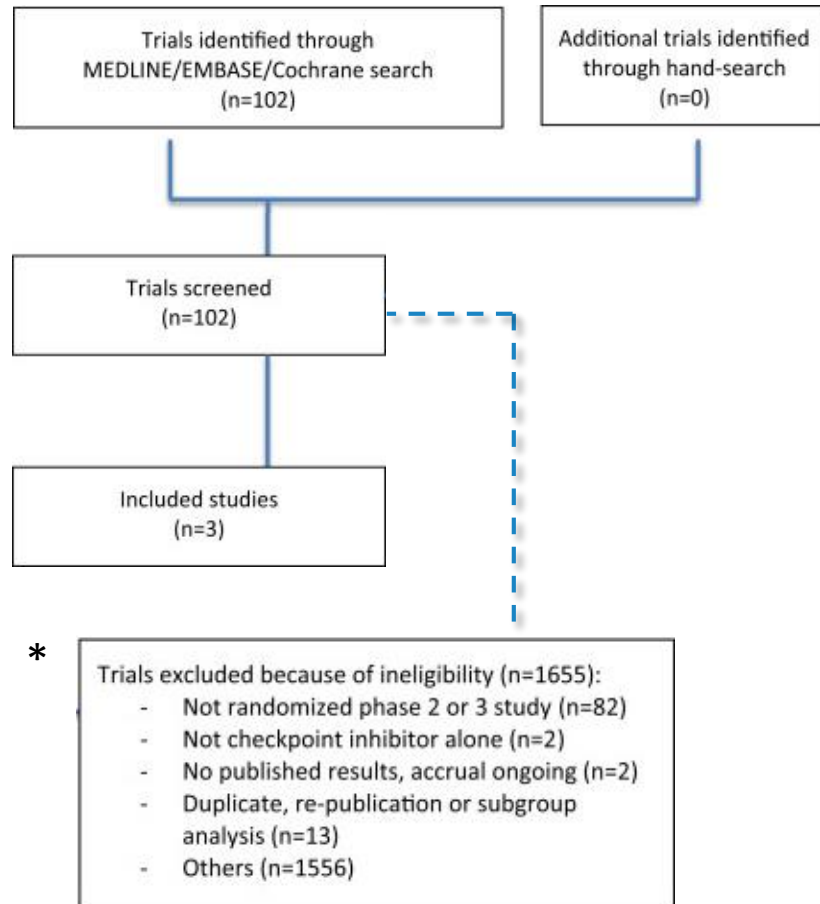 Trials identified through
MEDLINE/EMBASE/Cochrane search
(n=102)
Additional trials identified
through hand-search
(n=0)
Trials screened
(n=102)
Included studies
(n=3)
*
Trials excluded because of ineligibility (n=1655):
- Not randomized phase 2 or 3 study (n=82)
- Not checkpoint inhibitor alone (n=2)
- No published results, accrual ongoing (n=2)
- Duplicate, re-publication or subgroup
analysis (n=13)
- Others (n=1556)